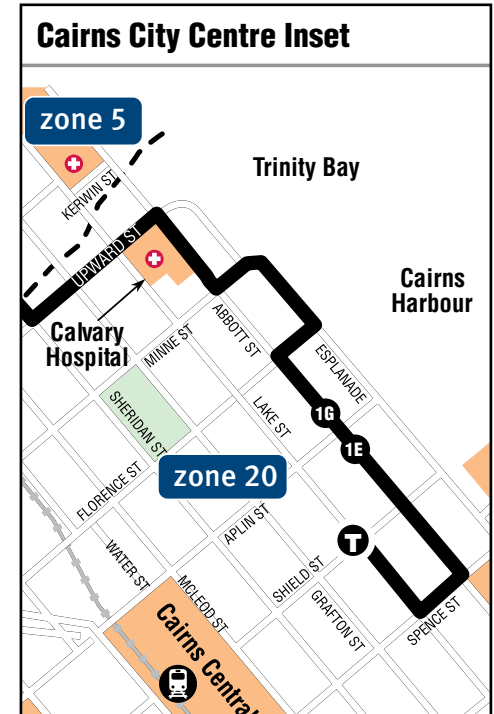 Cairns City Centre Inset
zone 5
Trinity Bay
KERWIN ST
UPWARD ST
Cairns
Harbour
Calvary
Hospital
MINNE ST
ABBOTT ST
ESPLANADE
SHERIDAN ST
LAKE ST
1G
1E
zone 20
FLORENCE ST
APLIN ST
T
WATER ST
MCLEOD ST
SHIELD ST
GRAFTON ST
SPENCE ST
Cairns Central